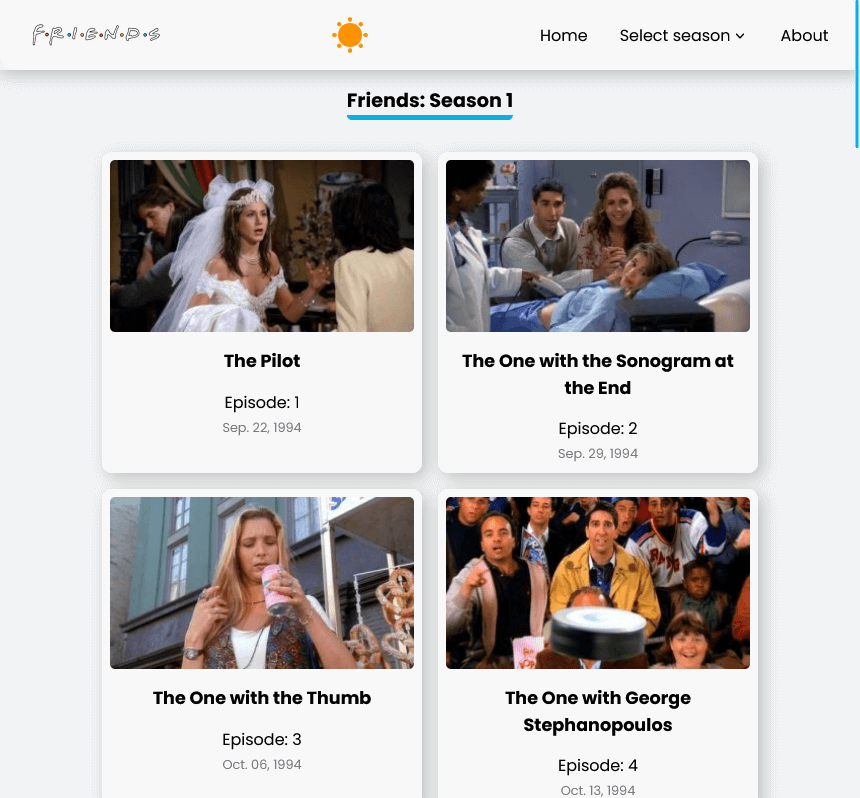 F•R•I•E•N•D•S
Home
Select season
About
Friends: Season 1
The Pilot
Episode: 1
Sep. 22, 1994
The One with the Sonogram at
the End
Episode: 2
Sep. 29, 1994
The One with the Thumb
Episode: 3
Oct. 06, 1994
The One with George
Stephanopoulos
Episode: 4
Oct. 13, 1994